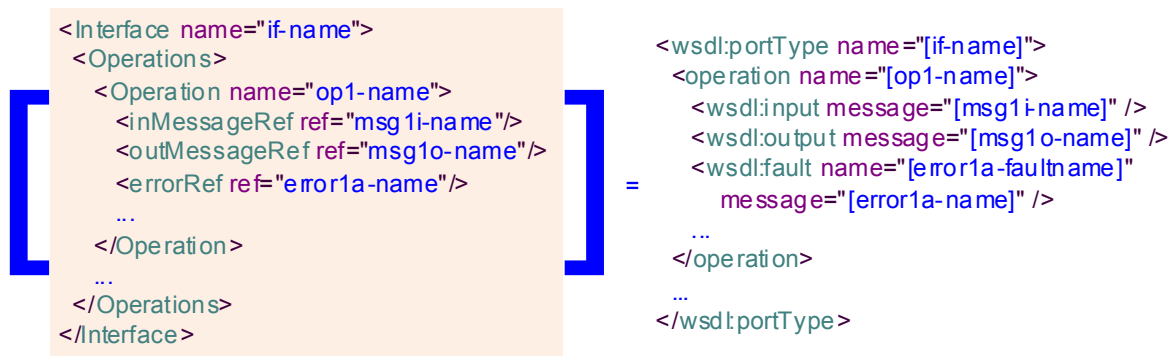 <Interface name="if-name">
<Operations>
<Operation name="op1-name">
<inMessageRef ref="msg1i-name"/>
<outMessageRef ref="msg1o-name"/>
<errorRef ref="error1a-name"/>
...
</Operation>
...
</Operations>
</Interface>
=
<wsdl:portType name="[if-name]">
<operation name="[op1-name]">
<wsdl:input message="[msg1i-name]" />
<wsdl:output message="[msg1o-name]" />
<wsdl:fault name="[error1a-faultname]"
message="[error1a-name]" />
...
</operation>
...
</wsdl:portType>